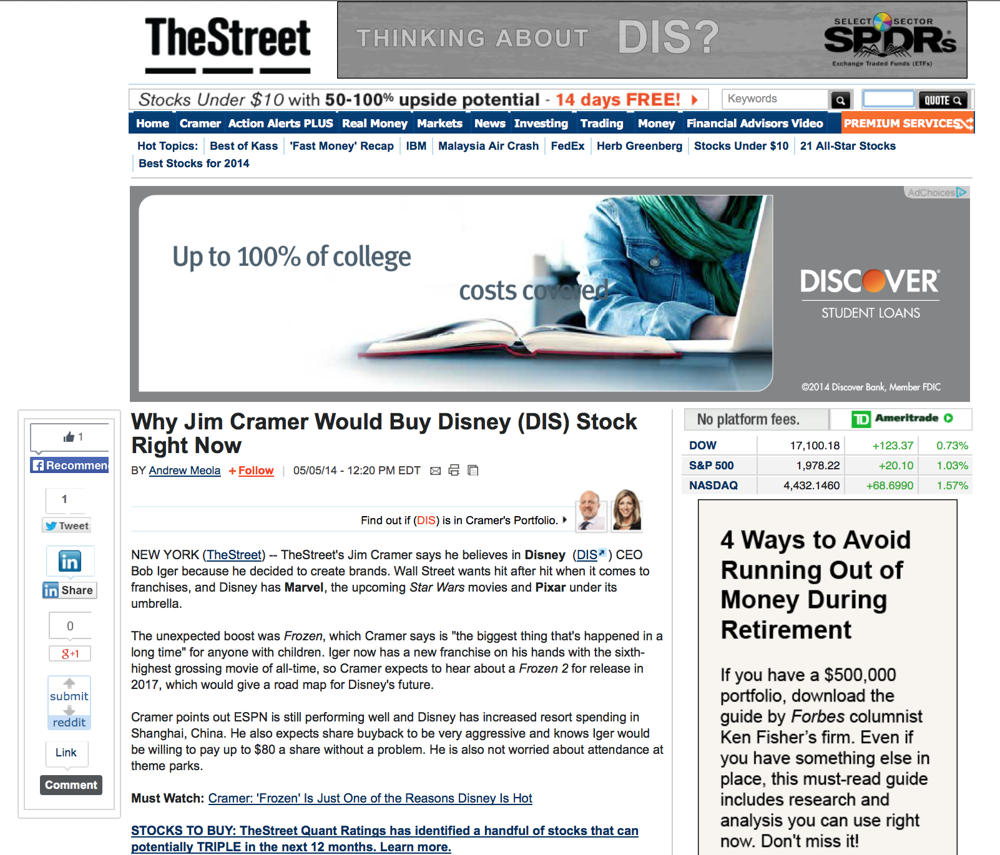 TheStreet
THINKING ABOUT DIS?
SELECT SECTOR
SPDRs
Exchange Traded Funds (ETFs)
Stocks Under $10 with 50-100% upside potential - 14 days FREE!
Keywords
QUOTE
Home Cramer Action Alerts PLUS Real Money Markets News Investing Trading Money Financial Advisors Video PREMIUM SERVICES
Hot Topics: Best of Kass 'Fast Money' Recap IBM Malaysia Air Crash FedEx Herb Greenberg Stocks Under $10 21 All-Star Stocks
Best Stocks for 2014
AdChoices
Up to 100% of college
costs covered
DISCOVER
STUDENT LOANS
©2014 Discover Bank, Member FDIC
1
Recommen
1
Tweet
in
in Share
0
g+1
submit
reddit
Link
Comment
Why Jim Cramer Would Buy Disney (DIS) Stock
Right Now
BY Andrew Meola + Follow | 05/05/14 - 12:20 PM EDT
Find out if (DIS) is in Cramer's Portfolio.
NEW YORK (TheStreet) -- TheStreet's Jim Cramer says he believes in Disney (DIS) CEO
Bob Iger because he decided to create brands. Wall Street wants hit after hit when it comes to
franchises, and Disney has Marvel, the upcoming Star Wars movies and Pixar under its
umbrella.
The unexpected boost was Frozen, which Cramer says is "the biggest thing that's happened in a
long time" for anyone with children. Iger now has a new franchise on his hands with the sixth-
highest grossing movie of all-time, so Cramer expects to hear about a Frozen 2 for release in
2017, which would give a road map for Disney's future.
Cramer points out ESPN is still performing well and Disney has increased resort spending in
Shanghai, China. He also expects share buyback to be very aggressive and knows Iger would
be willing to pay up to $80 a share without a problem. He is also not worried about attendance at
theme parks.
Must Watch: Cramer: 'Frozen' Is Just One of the Reasons Disney Is Hot
STOCKS TO BUY: TheStreet Quant Ratings has identified a handful of stocks that can
potentially TRIPLE in the next 12 months. Learn more.
No platform fees. TD Ameritrade
DOW 17,100.18 +123.37 0.73%
S&P 500 1,978.22 +20.10 1.03%
NASDAQ 4,432.1460 +68.6990 1.57%
4 Ways to Avoid
Running Out of
Money During
Retirement
If you have a $500,000
portfolio, download the
guide by Forbes columnist
Ken Fisher's firm. Even if
you have something else in
place, this must-read guide
includes research and
analysis you can use right
now. Don't miss it!